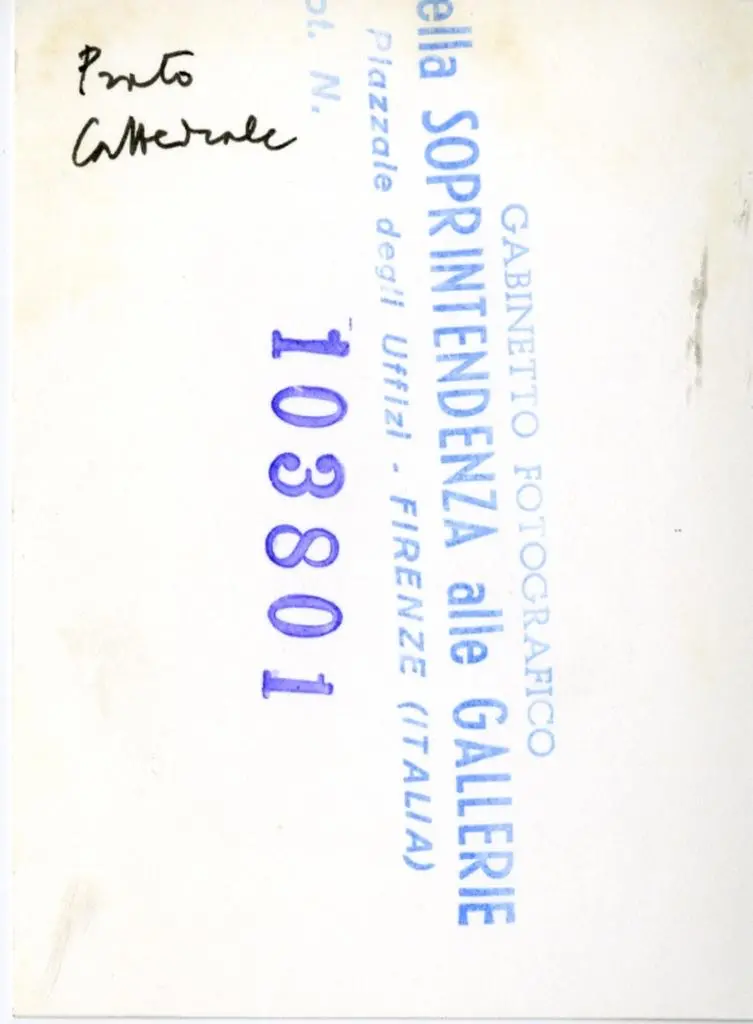 Prato
Cattedrale
GABINETTO FOTOGRAFICO
ella SOPRINTENDENZA alle GALLERIE
Piazzale degli Uffizi - FIRENZE (ITALIA)
ot. N.
103801